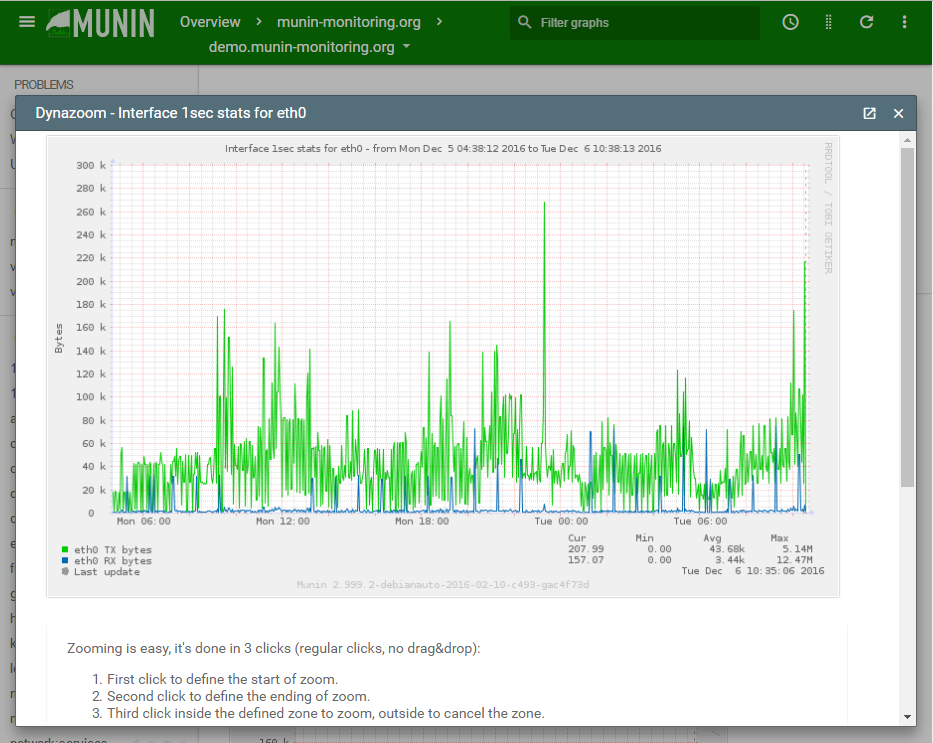 MUNIN
Overview > munin-monitoring.org >
demo.munin-monitoring.org
Filter graphs
PROBLEMS
Dynazoom - Interface 1sec stats for eth0
Interface 1sec stats for eth0 - from Mon Dec 5 04:38:12 2016 to Tue Dec 6 10:38:13 2016
RRDTOOL / TOBI OETIKER
Bytes
300 k
280 k
260 k
240 k
220 k
200 k
180 k
160 k
140 k
120 k
100 k
80 k
60 k
40 k
20 k
0
Mon 06:00 Mon 12:00 Mon 18:00 Tue 00:00 Tue 06:00
Cur Min Avg Max
eth0 TX bytes 207.99 0.00 43.68k 5.14M
eth0 RX bytes 157.07 0.00 3.44k 12.47M
Last update Tue Dec 6 10:35:06 2016
Munin 2.999.2-debianauto-2016-02-10-c493-gac4f73d
Zooming is easy, it's done in 3 clicks (regular clicks, no drag&drop):
1. First click to define the start of zoom.
2. Second click to define the ending of zoom.
3. Third click inside the defined zone to zoom, outside to cancel the zone.
160 k